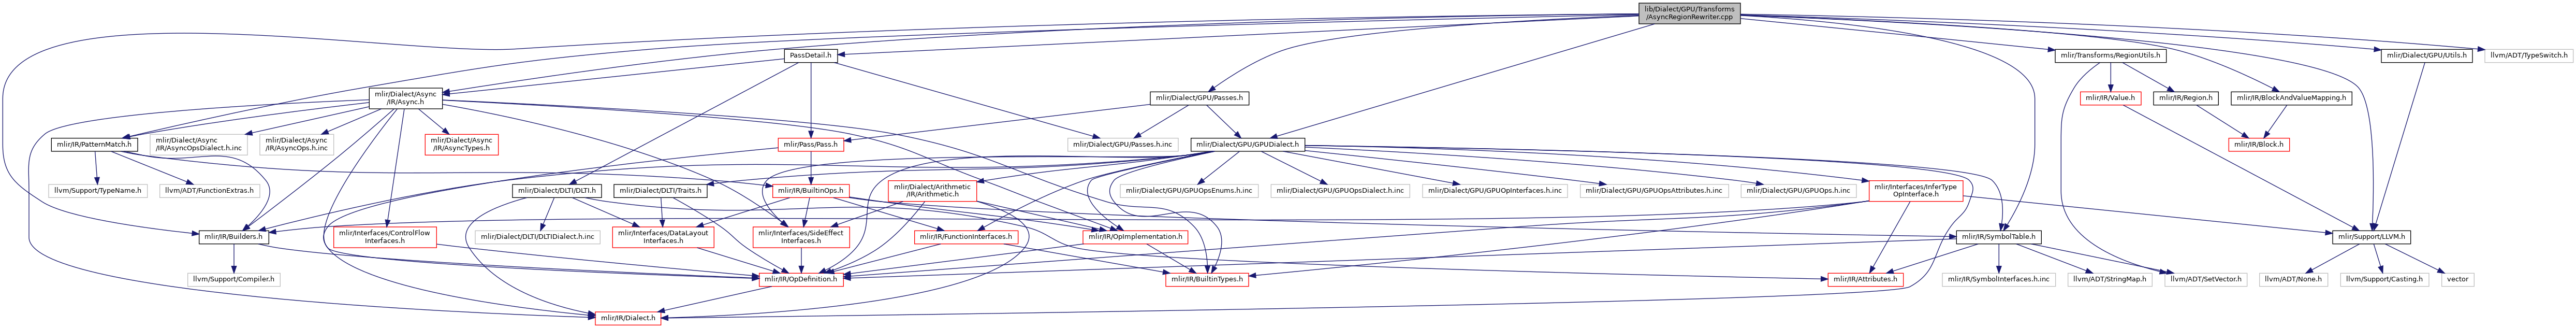 lib/Dialect/GPU/Transforms
/AsyncRegionRewriter.cpp
PassDetail.h
mlir/Transforms/RegionUtils.h
mlir/Dialect/GPU/Utils.h
llvm/ADT/TypeSwitch.h
mlir/Dialect/Async
/IR/Async.h
mlir/Dialect/GPU/Passes.h
mlir/IR/Value.h
mlir/IR/Region.h
mlir/IR/BlockAndValueMapping.h
mlir/IR/PatternMatch.h
mlir/Dialect/Async
/IR/AsyncOpsDialect.h.inc
mlir/Dialect/Async
/IR/AsyncOps.h.inc
mlir/Dialect/Async
/IR/AsyncTypes.h
mlir/Pass/Pass.h
mlir/Dialect/GPU/Passes.h.inc
mlir/Dialect/GPU/GPUDialect.h
mlir/IR/Block.h
llvm/Support/TypeName.h
llvm/ADT/FunctionExtras.h
mlir/Dialect/DLTI/DLTI.h
mlir/Dialect/DLTI/Traits.h
mlir/IR/BuiltinOps.h
mlir/Dialect/Arithmetic
/IR/Arithmetic.h
mlir/Dialect/GPU/GPUOpsEnums.h.inc
mlir/Dialect/GPU/GPUOpsDialect.h.inc
mlir/Dialect/GPU/GPUOpInterfaces.h.inc
mlir/Dialect/GPU/GPUOpsAttributes.h.inc
mlir/Dialect/GPU/GPUOps.h.inc
mlir/Interfaces/InferType
OpInterface.h
mlir/IR/Builders.h
mlir/Interfaces/ControlFlow
Interfaces.h
mlir/Dialect/DLTI/DLTIDialect.h.inc
mlir/Interfaces/DataLayout
Interfaces.h
mlir/Interfaces/SideEffect
Interfaces.h
mlir/IR/FunctionInterfaces.h
mlir/IR/OpImplementation.h
mlir/IR/SymbolTable.h
mlir/Support/LLVM.h
llvm/Support/Compiler.h
mlir/IR/OpDefinition.h
mlir/IR/BuiltinTypes.h
mlir/IR/Attributes.h
mlir/IR/SymbolInterfaces.h.inc
llvm/ADT/StringMap.h
llvm/ADT/SetVector.h
llvm/ADT/None.h
llvm/Support/Casting.h
vector
mlir/IR/Dialect.h